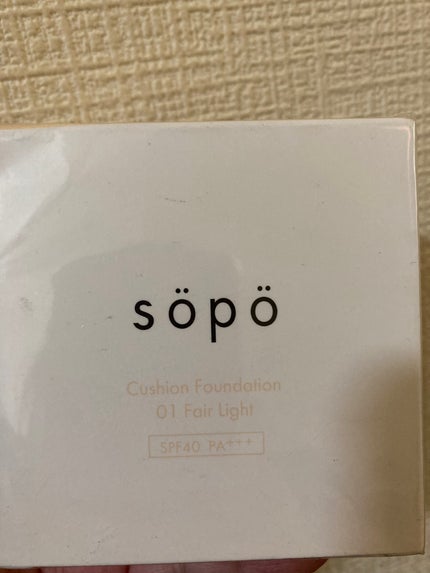 söpö
Cushion Foundation
01 Fair Light
SPF40 PA+++